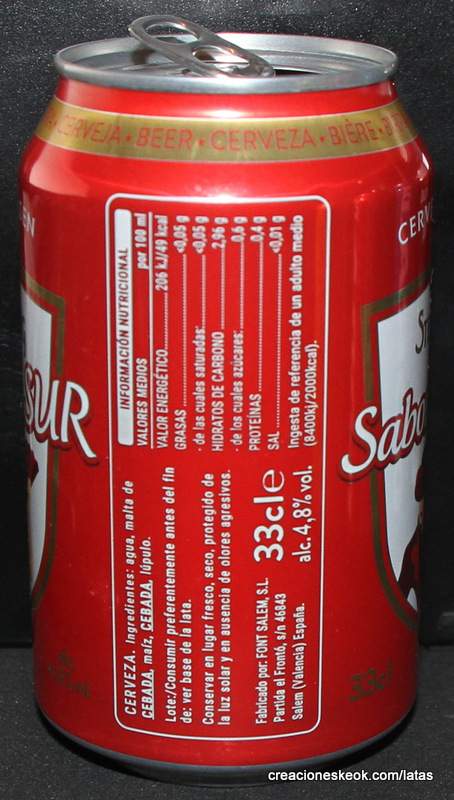 CERVEJA • BEER • CERVEZA • BIÈRE
INFORMACIÓN NUTRICIONAL
VALORES MEDIOS por 100 ml
VALOR ENERGÉTICO 206 kJ/49 kcal
GRASAS <0,05 g
- de las cuales saturadas: <0,05 g
HIDRATOS DE CARBONO 2,96 g
- de los cuales azúcares: 0,6 g
PROTEÍNAS 0,4 g
SAL <0,01 g
Ingesta de referencia de un adulto medio
(8400kJ/2000kcal).
CERVEZA. Ingredientes: agua, malta de
CEBADA, maíz, CEBADA, lúpulo.
Lote:/Consumir preferentemente antes del fin
de: ver base de la lata.
Conservar en lugar fresco, seco, protegido de
la luz solar y en ausencia de olores agresivos.
Fabricado por: FONT SALEM, S.L.
Partida el Frontó, s/n 46843
Salem (Valencia) España.
33cl e
alc. 4,8% vol.
SUR
CERV
Sabo
33cl
creacioneskeok.com/latas